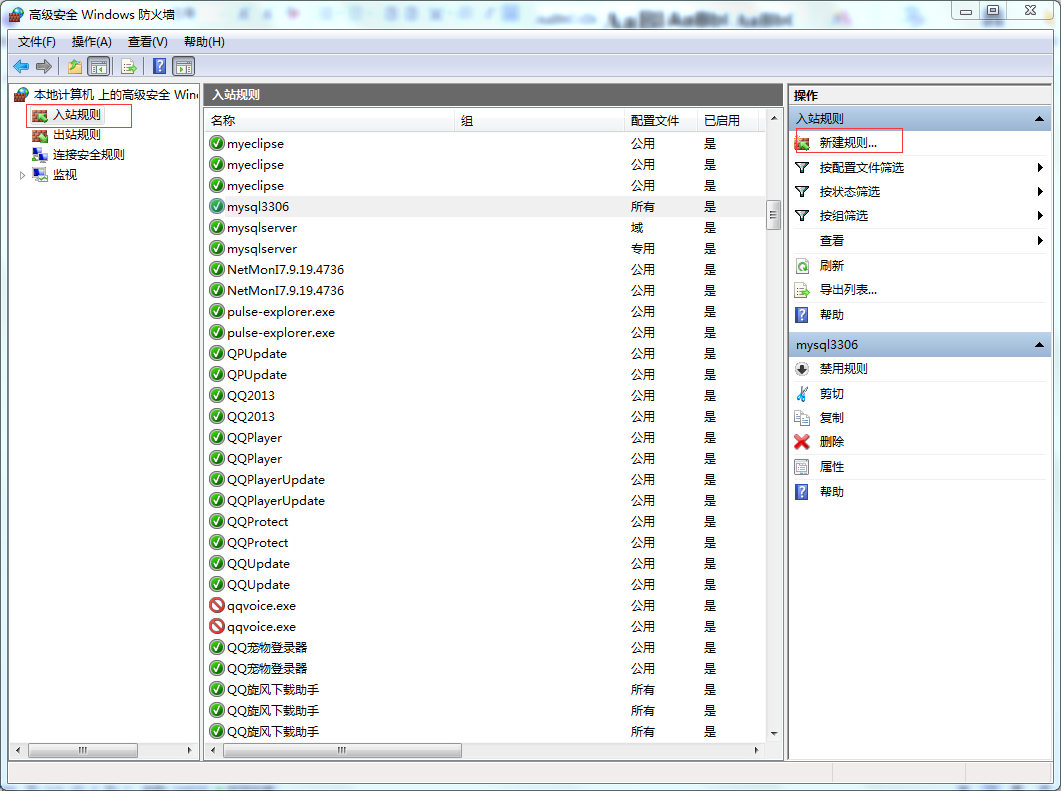 高级安全 Windows 防火墙
文件(F) 操作(A) 查看(V) 帮助(H)
本地计算机 上的高级安全 Win
入站规则
出站规则
连接安全规则
监视
入站规则
名称 组 配置文件 已启用
myeclipse 公用 是
myeclipse 公用 是
myeclipse 公用 是
mysql3306 所有 是
mysqlserver 域 是
mysqlserver 专用 是
NetMonI7.9.19.4736 公用 是
NetMonI7.9.19.4736 公用 是
pulse-explorer.exe 公用 是
pulse-explorer.exe 公用 是
QPUpdate 公用 是
QPUpdate 公用 是
QQ2013 公用 是
QQ2013 公用 是
QQPlayer 公用 是
QQPlayer 公用 是
QQPlayerUpdate 公用 是
QQPlayerUpdate 公用 是
QQProtect 公用 是
QQProtect 公用 是
QQUpdate 公用 是
QQUpdate 公用 是
qqvoice.exe 公用 是
qqvoice.exe 公用 是
QQ宠物登录器 公用 是
QQ宠物登录器 公用 是
QQ旋风下载助手 所有 是
QQ旋风下载助手 所有 是
QQ旋风下载助手 所有 是
操作
入站规则
新建规则...
按配置文件筛选
按状态筛选
按组筛选
查看
刷新
导出列表...
帮助
mysql3306
禁用规则
剪切
复制
删除
属性
帮助